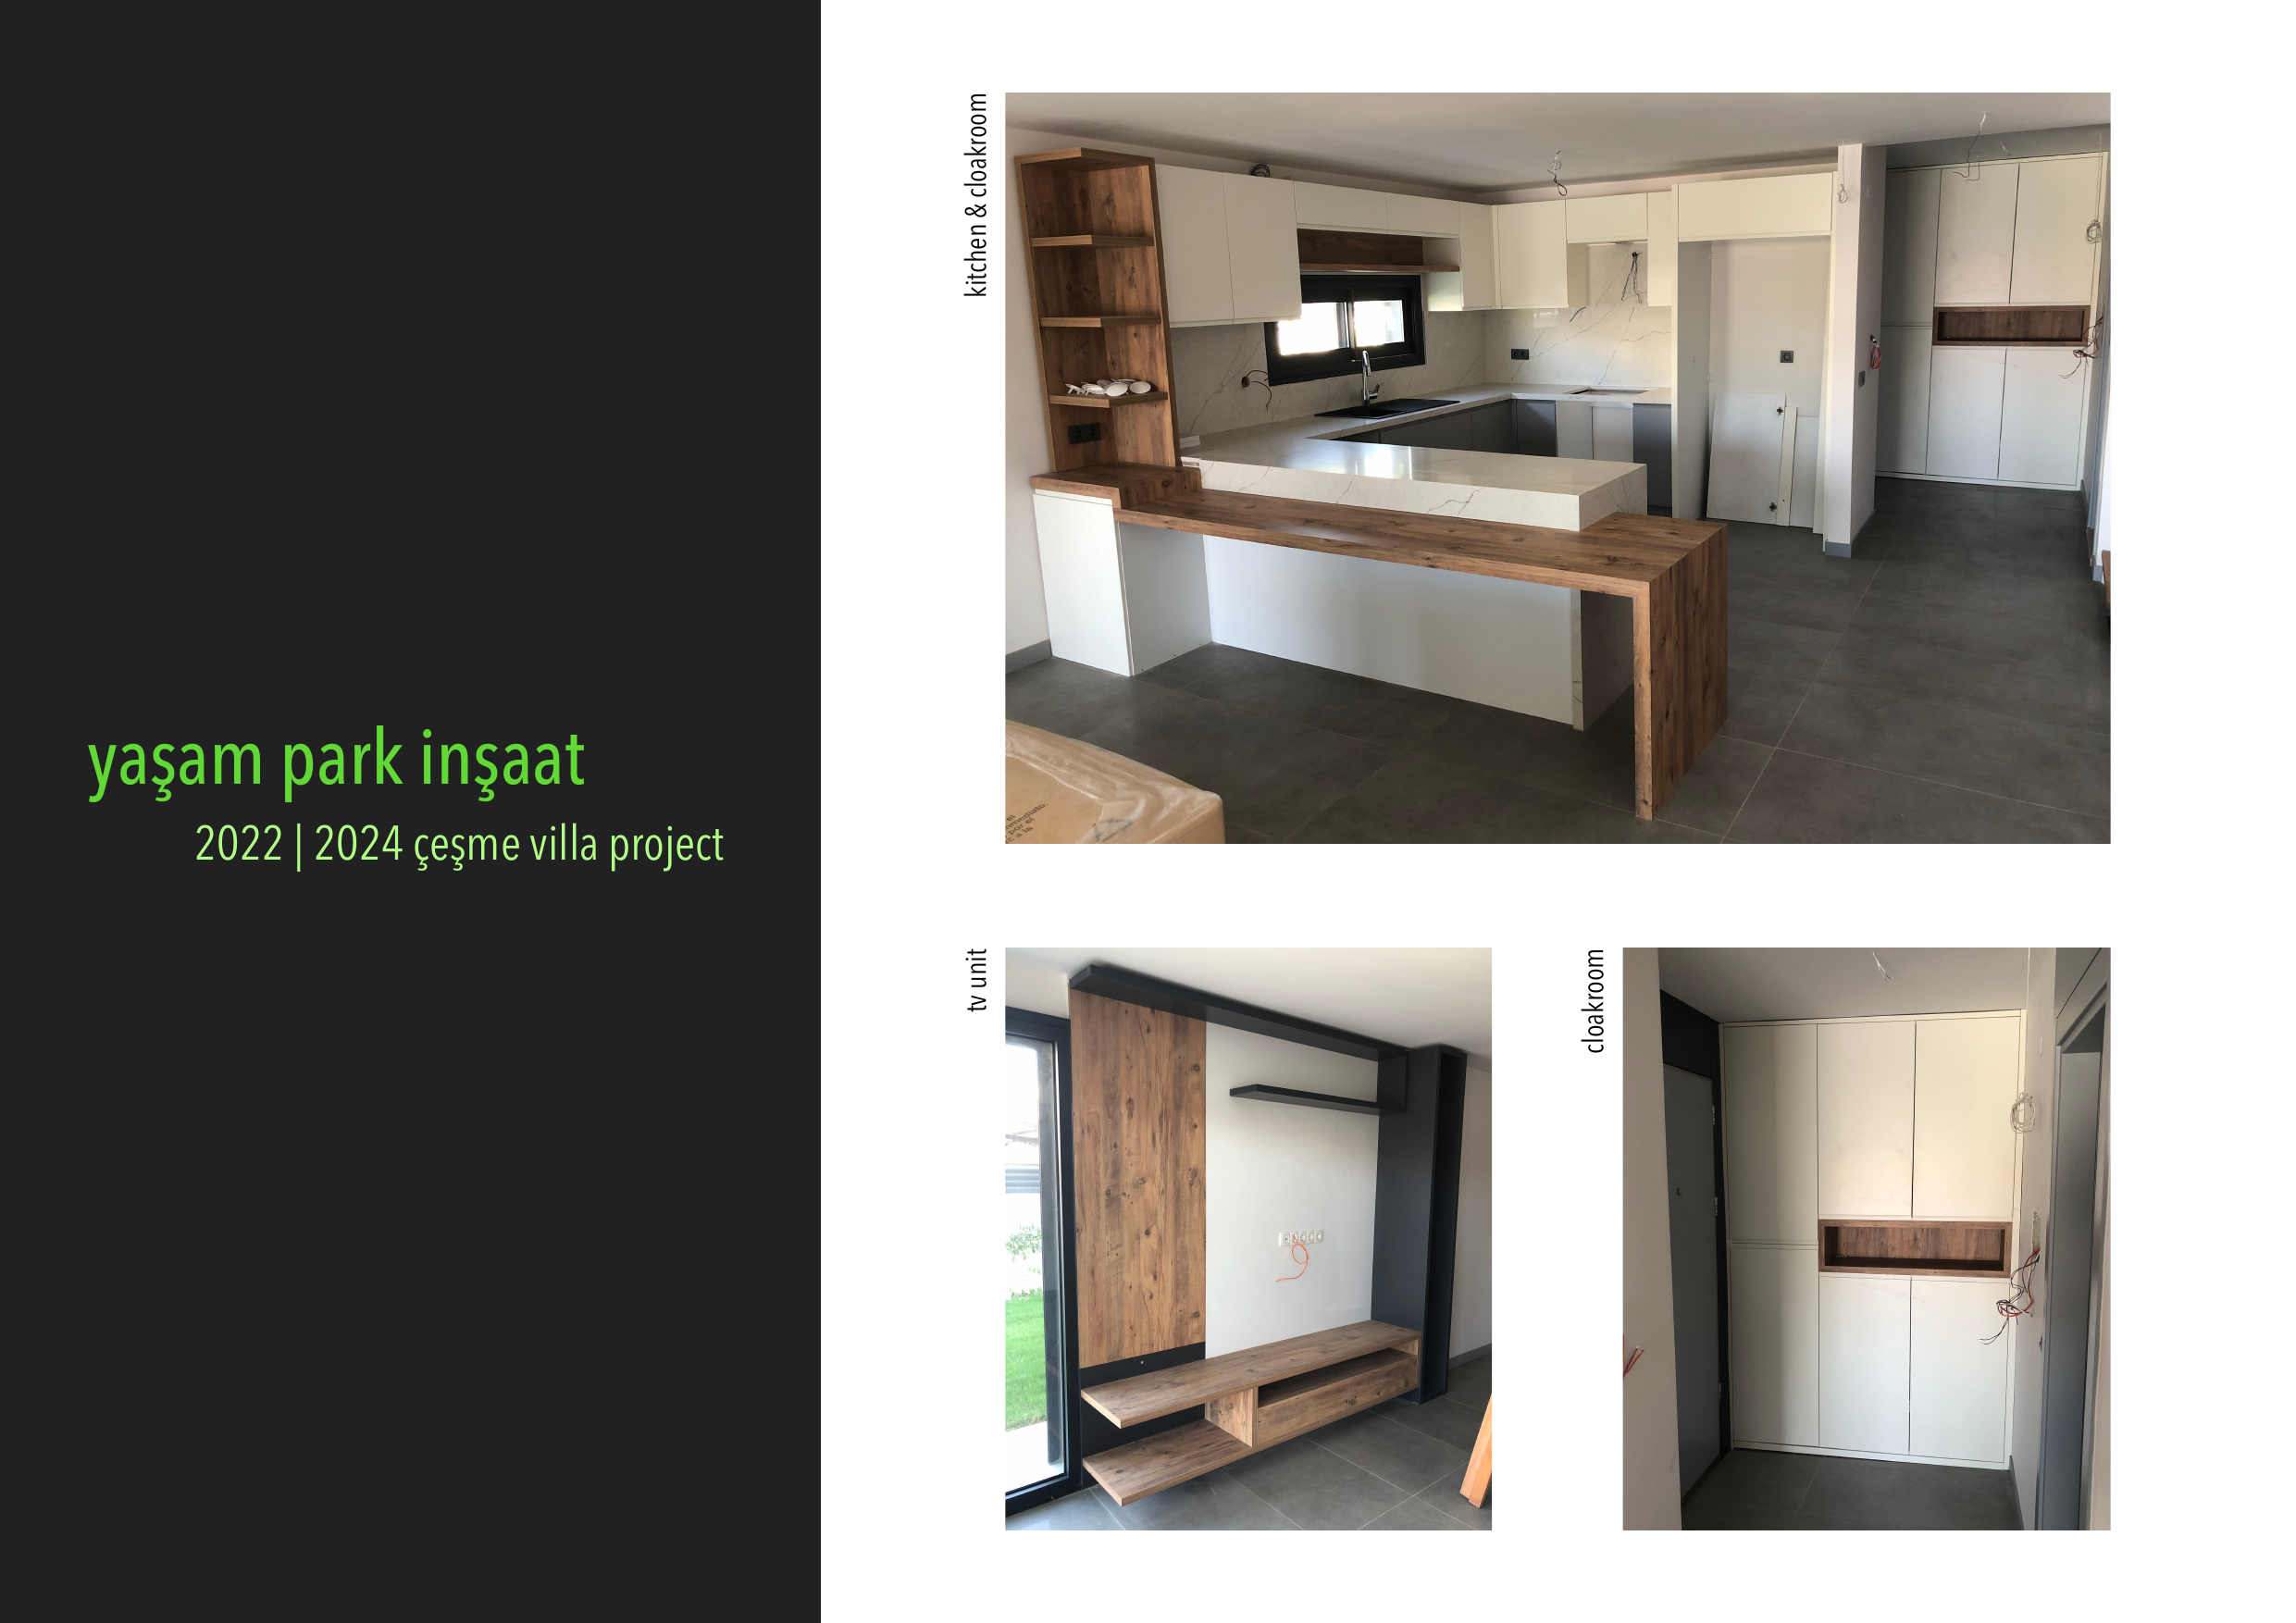 yaşam park inşaat
2022 | 2024 çeşme villa project
kitchen & cloakroom
tv unit
cloakroom